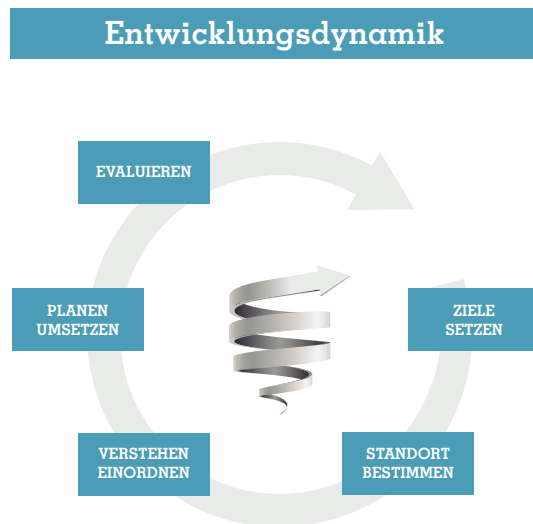 Entwicklungsdynamik
EVALUIEREN
PLANEN
UMSETZEN
ZIELE
SETZEN
VERSTEHEN
EINORDNEN
STANDORT
BESTIMMEN